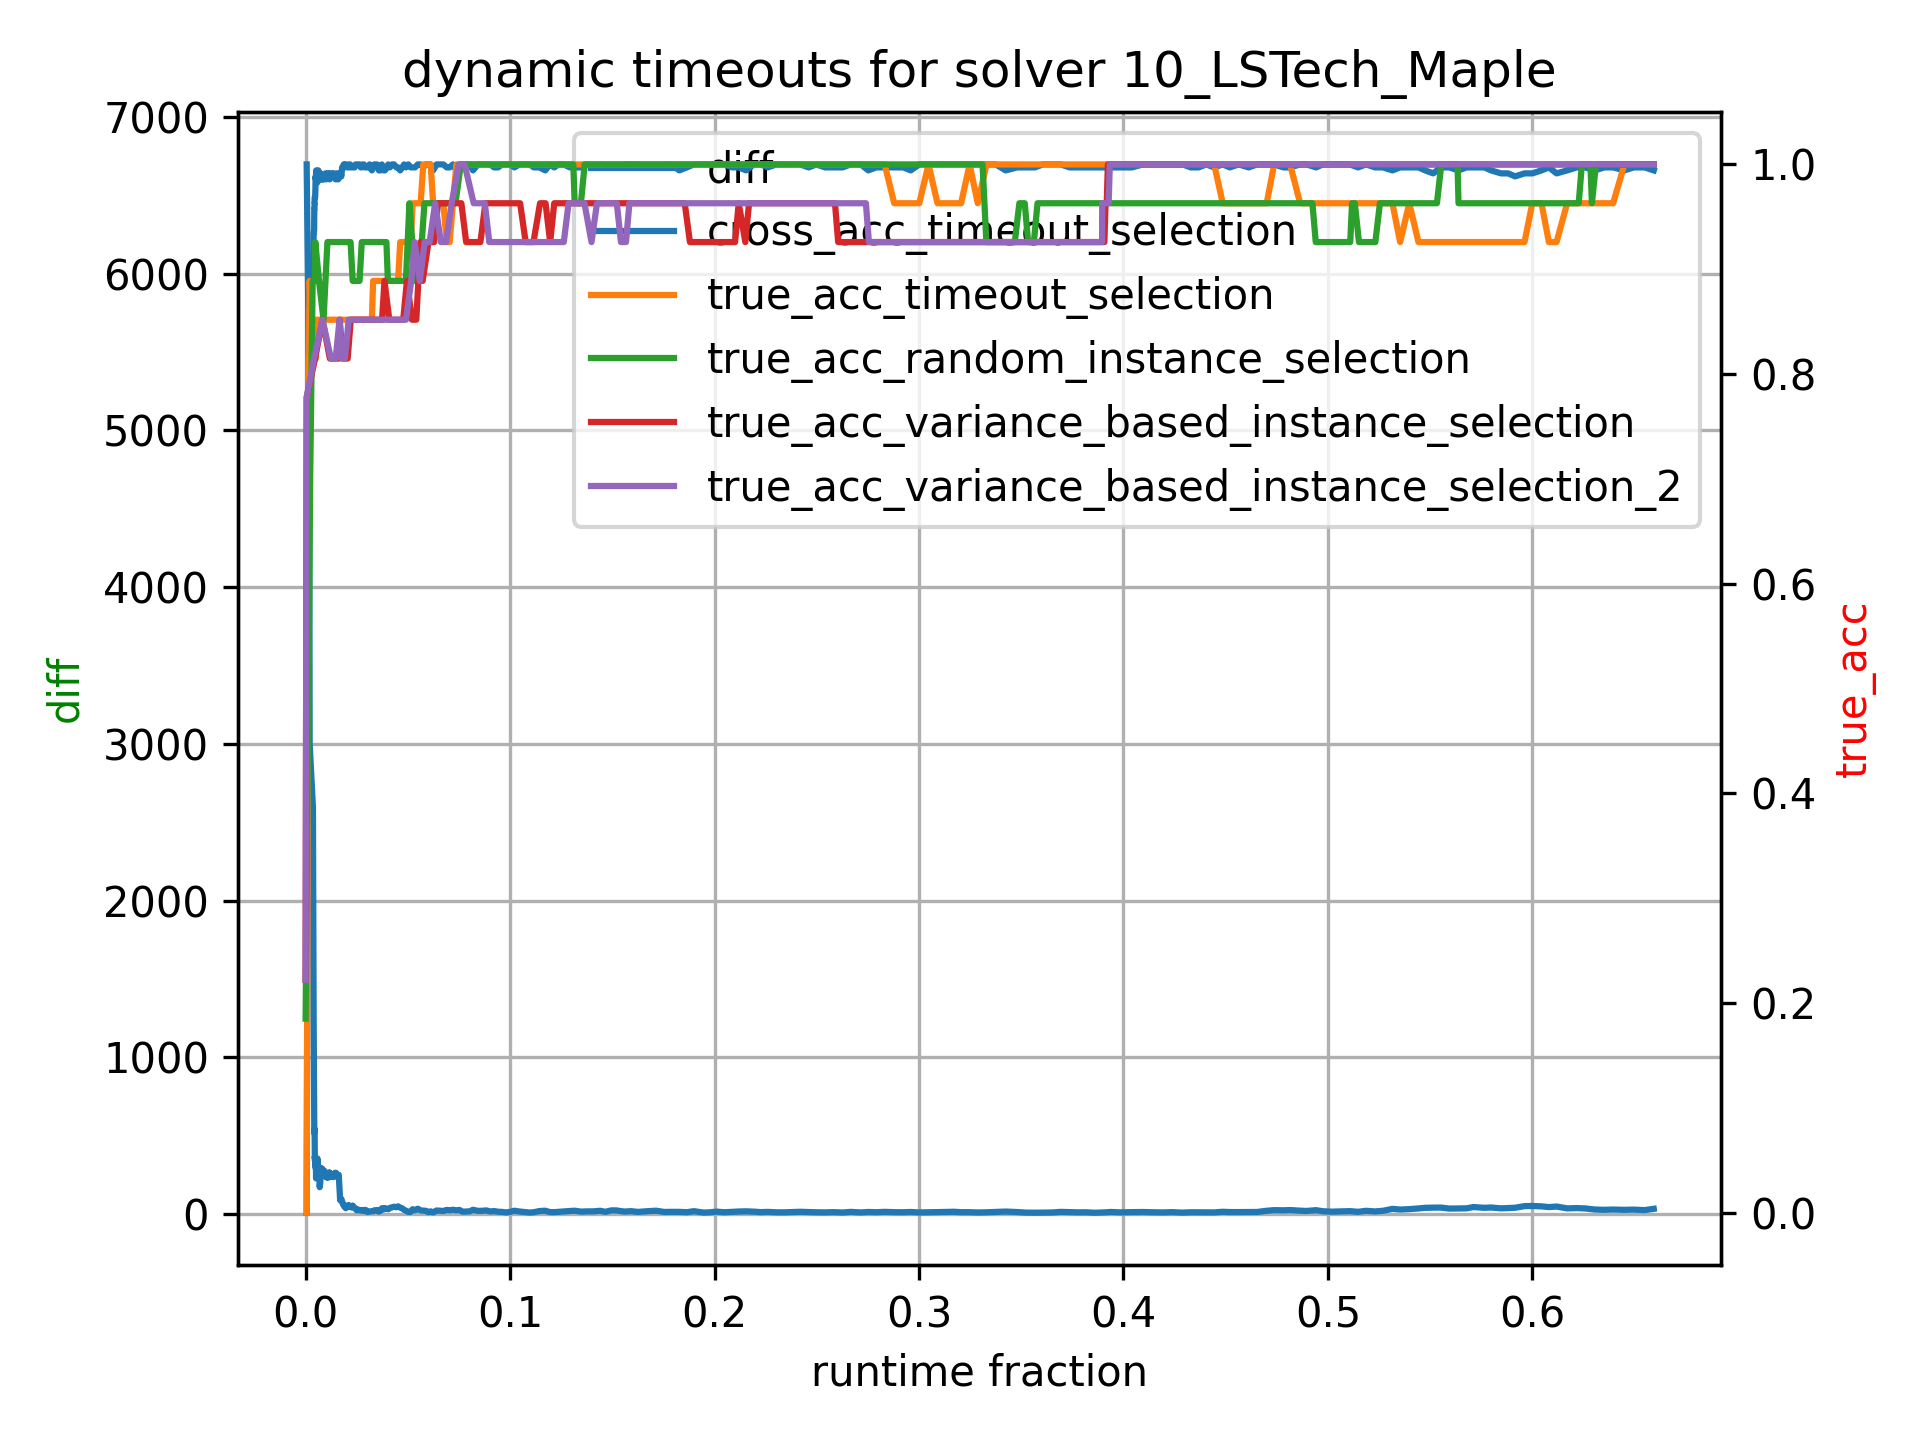 dynamic timeouts for solver 10_LSTech_Maple
7000
6000
5000
4000
3000
2000
1000
0
diff
diff
cross_acc_timeout_selection
true_acc_timeout_selection
true_acc_random_instance_selection
true_acc_variance_based_instance_selection
true_acc_variance_based_instance_selection_2
1.0
0.8
0.6
0.4
0.2
0.0
true_acc
0.0 0.1 0.2 0.3 0.4 0.5 0.6
runtime fraction